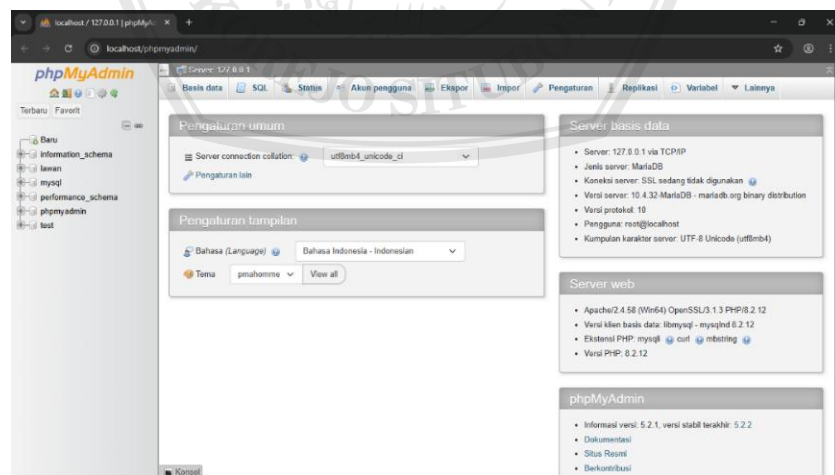 localhost / 127.0.0.1 | phpMyAd
localhost/phpmyadmin/
phpMyAdmin
Terbaru Favorit
Baru
information_schema
lawan
mysql
performance_schema
phpmyadmin
test
Server: 127.0.0.1
Basis data SQL Status Akun pengguna Ekspor Impor Pengaturan Replikasi Variabel Lainnya
Pengaturan umum
Server connection collation: utf8mb4_unicode_ci
Pengaturan lain
Pengaturan tampilan
Bahasa (Language) Bahasa Indonesia - Indonesian
Tema pmahomme View all
Konsol
Server basis data
Server: 127.0.0.1 via TCP/IP
Jenis server: MariaDB
Koneksi server: SSL sedang tidak digunakan
Versi server: 10.4.32-MariaDB - mariadb.org binary distribution
Versi protokol: 10
Pengguna: root@localhost
Kumpulan karakter server: UTF-8 Unicode (utf8mb4)
Server web
Apache/2.4.58 (Win64) OpenSSL/3.1.3 PHP/8.2.12
Versi klien basis data: libmysql - mysqlnd 8.2.12
Ekstensi PHP: mysqli curl mbstring
Versi PHP: 8.2.12
phpMyAdmin
Informasi versi: 5.2.1, versi stabil terakhir: 5.2.2
Dokumentasi
Situs Resmi
Berkontribusi